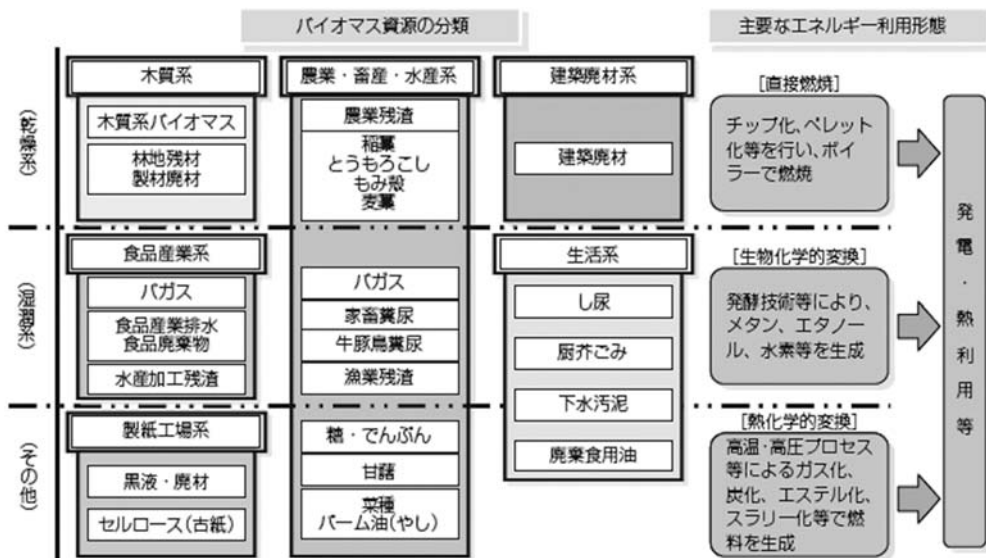 バイオマス資源の分類
主要なエネルギー利用形態
(乾燥系)
木質系
木質系バイオマス
林地残材
製材廃材
農業・畜産・水産系
農業残渣
稲藁
とうもろこし
もみ殻
麦藁
建築廃材系
建築廃材
[直接燃焼]
チップ化、ペレット
化等を行い、ボイ
ラーで燃焼
(湿潤系)
食品産業系
バガス
食品産業排水
食品廃棄物
水産加工残渣
バガス
家畜糞尿
牛豚鳥糞尿
漁業残渣
生活系
し尿
厨芥ごみ
下水汚泥
廃棄食用油
[生物化学的変換]
発酵技術等により、
メタン、エタノー
ル、水素等を生成
(その他)
製紙工場系
黒液・廃材
セルロース(古紙)
糖・でんぷん
甘藷
菜種
パーム油(やし)
[熱化学的変換]
高温・高圧プロセス
等によるガス化、
炭化、エステル化、
スラリー化等で燃
料を生成
発電・熱利用等